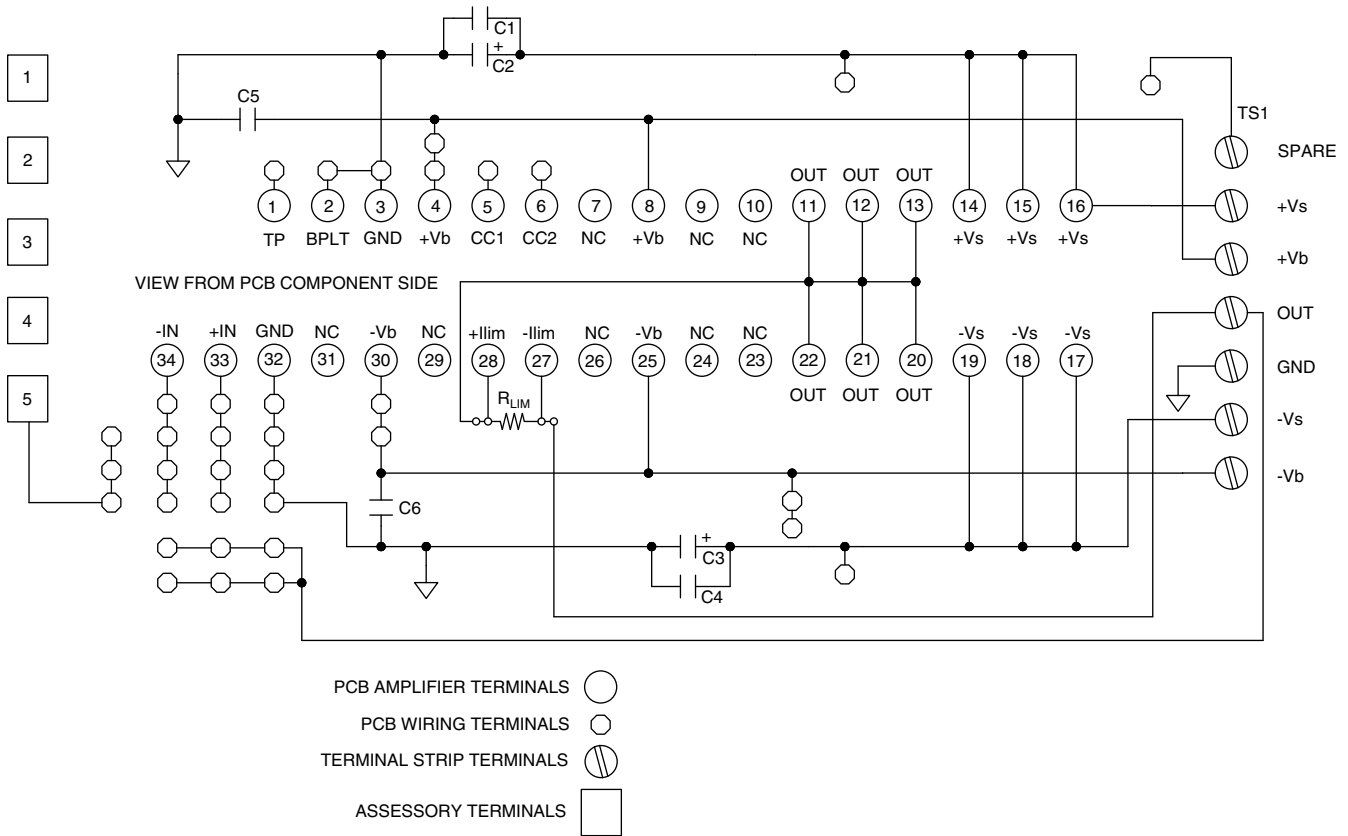 C1
+
C2
1
C5
TS1
2
SPARE
OUT OUT OUT
1 2 3 4 5 6 7 8 9 10 11 12 13 14 15 16
+Vs
TP BPLT GND +Vb CC1 CC2 NC +Vb NC NC +Vs +Vs +Vs
3
+Vb
VIEW FROM PCB COMPONENT SIDE
4
OUT
-IN +IN GND NC -Vb NC +Ilim -Ilim NC -Vb NC NC -Vs -Vs -Vs
34 33 32 31 30 29 28 27 26 25 24 23 22 21 20 19 18 17
GND
OUT OUT OUT
5
RLIM
-Vs
-Vb
C6
+
C3
C4
PCB AMPLIFIER TERMINALS
PCB WIRING TERMINALS
TERMINAL STRIP TERMINALS
ASSESSORY TERMINALS